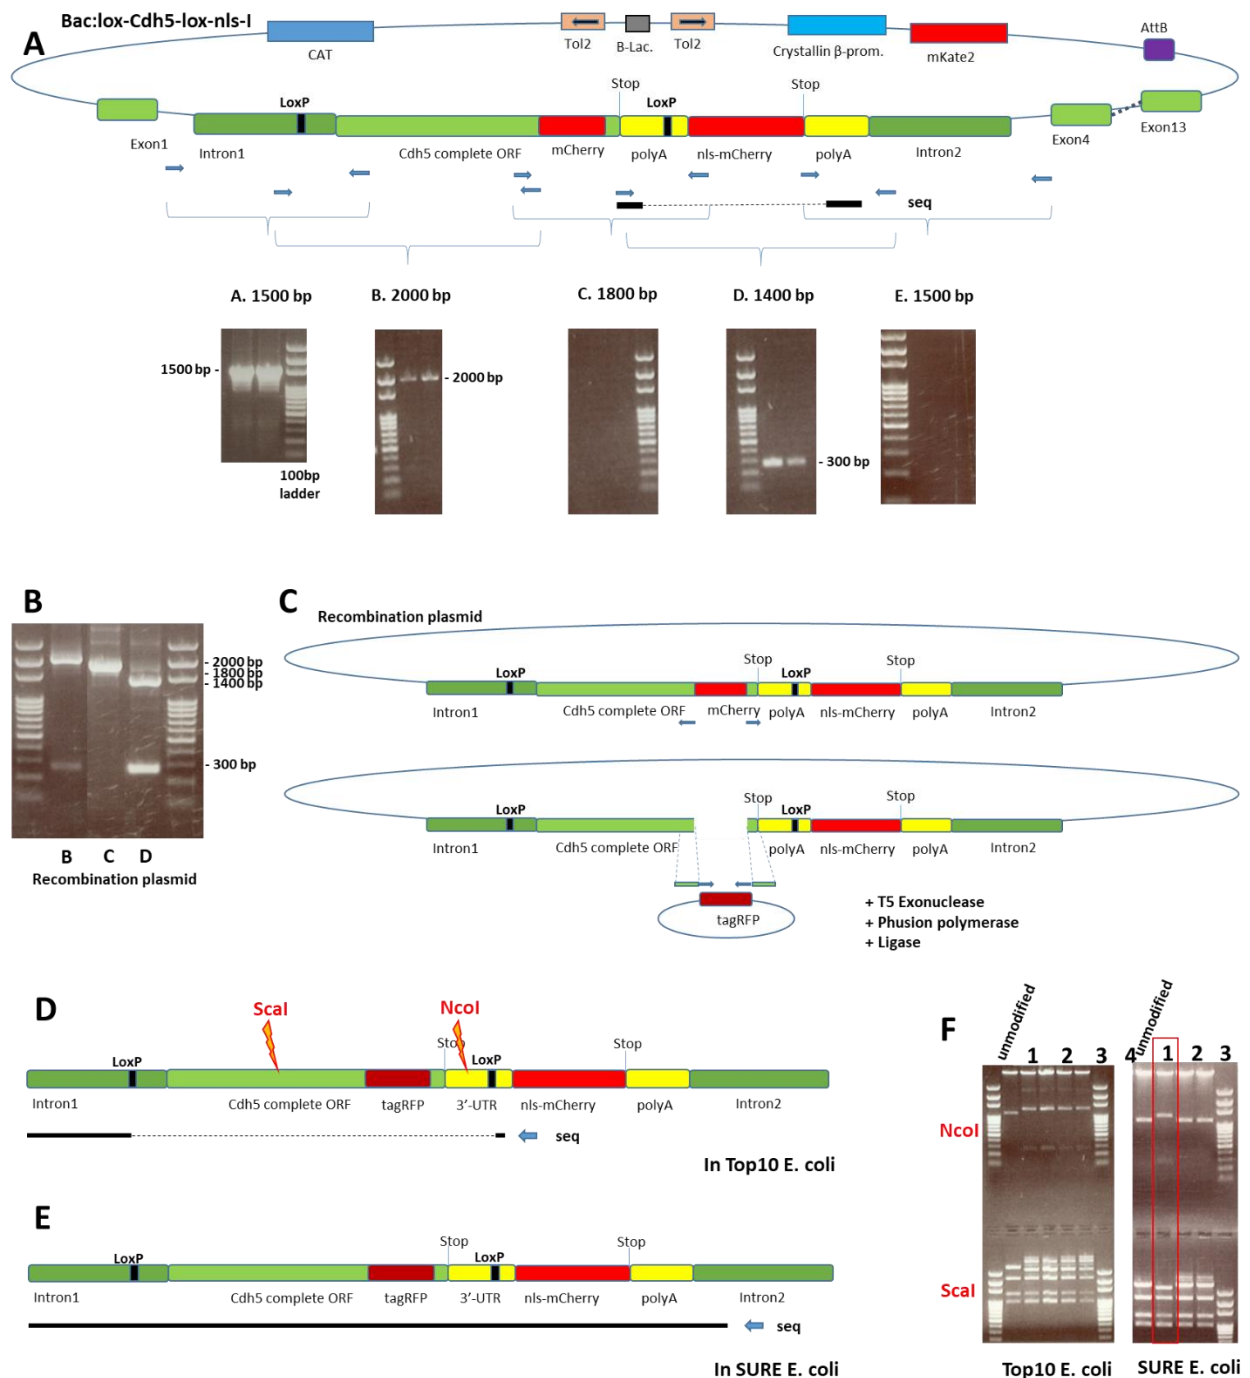 Bac:lox-Cdh5-lox-nls-I
A
CAT
Tol2
B-Lac.
Tol2
Crystallin β-prom.
mKate2
AttB
Stop
Stop
LoxP
LoxP
Exon1
Intron1
Cdh5 complete ORF
mCherry
polyA
nls-mCherry
polyA
Intron2
Exon4
Exon13
seq
A. 1500 bp
B. 2000 bp
C. 1800 bp
D. 1400 bp
E. 1500 bp
1500 bp -
- 2000 bp
- 300 bp
100bp
ladder
B
- 2000 bp
- 1800 bp
- 1400 bp
- 300 bp
B C D
Recombination plasmid
C
Recombination plasmid
Stop
Stop
LoxP
LoxP
Intron1
Cdh5 complete ORF
mCherry
polyA
nls-mCherry
polyA
Intron2
Stop
Stop
LoxP
LoxP
Intron1
Cdh5 complete ORF
polyA
nls-mCherry
polyA
Intron2
tagRFP
+ T5 Exonuclease
+ Phusion polymerase
+ Ligase
D
ScaI
NcoI
Stop
Stop
LoxP
LoxP
Intron1
Cdh5 complete ORF
tagRFP
3'-UTR
nls-mCherry
polyA
Intron2
seq
In Top10 E. coli
E
Stop
Stop
LoxP
LoxP
Intron1
Cdh5 complete ORF
tagRFP
3'-UTR
nls-mCherry
polyA
Intron2
seq
In SURE E. coli
F
unmodified
1 2 3 4
unmodified
1 2 3
NcoI
ScaI
Top10 E. coli
SURE E. coli